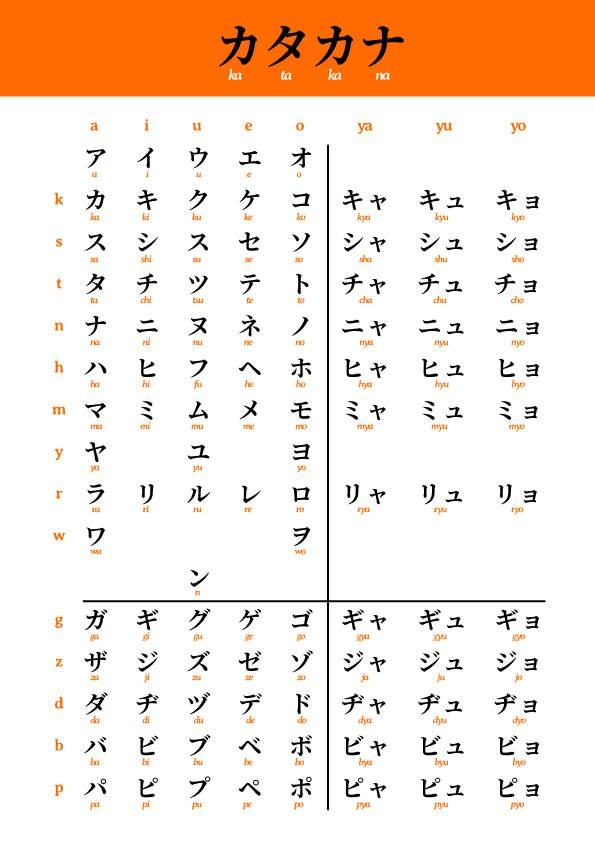 カタカナ
ka ta ka na
a i u e o ya yu yo
ア イ ウ エ オ
a i u e o
k カ キ ク ケ コ キャ キュ キョ
ka ki ku ke ko kya kyu kyo
s ス シ ス セ ソ シャ シュ ショ
sa shi su se so sha shu sho
t タ チ ツ テ ト チャ チュ チョ
ta chi tsu te to cha chu cho
n ナ ニ ヌ ネ ノ ニャ ニュ ニョ
na ni nu ne no nya nyu nyo
h ハ ヒ フ ヘ ホ ヒャ ヒュ ヒョ
ha hi fu he ho hya hyu hyo
m マ ミ ム メ モ ミャ ミュ ミョ
ma mi mu me mo mya myu myo
y ヤ ユ ヨ
ya yu yo
r ラ リ ル レ ロ リャ リュ リョ
ra ri ru re ro rya ryu ryo
w ワ ヲ
wa wo
ン
n
g ガ ギ グ ゲ ゴ ギャ ギュ ギョ
ga gi gu ge go gya gyu gyo
z ザ ジ ズ ゼ ゾ ジャ ジュ ジョ
za ji zu ze zo ja ju jo
d ダ ヂ ヅ デ ド ヂャ ヂュ ヂョ
da di du de do dya dyu dyo
b バ ビ ブ ベ ボ ビャ ビュ ビョ
ba bi bu be bo bya byu byo
p パ ピ プ ペ ポ ピャ ピュ ピョ
pa pi pu pe po pya pyu pyo